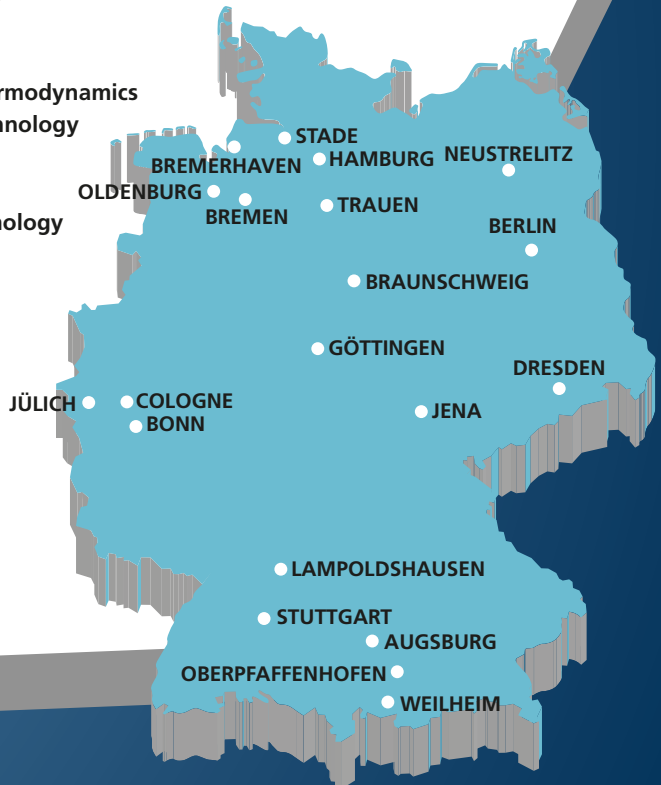 rmodynamics
hnology
nology
STADE
BREMERHAVEN
HAMBURG
NEUSTRELITZ
OLDENBURG
BREMEN
TRAUEN
BERLIN
BRAUNSCHWEIG
GÖTTINGEN
DRESDEN
JÜLICH
COLOGNE
BONN
JENA
LAMPOLDSHAUSEN
STUTTGART
AUGSBURG
OBERPFAFFENHOFEN
WEILHEIM